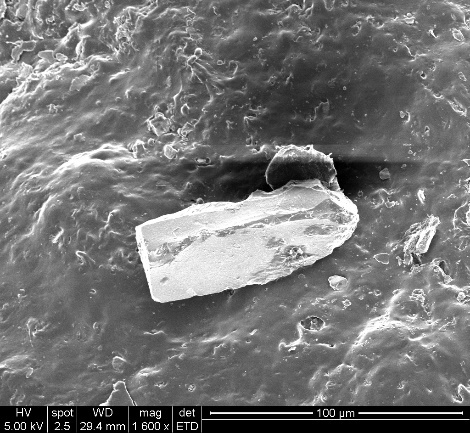 HV spot WD mag det
5.00 kV 2.5 29.4 mm 1 600 x ETD 100 µm